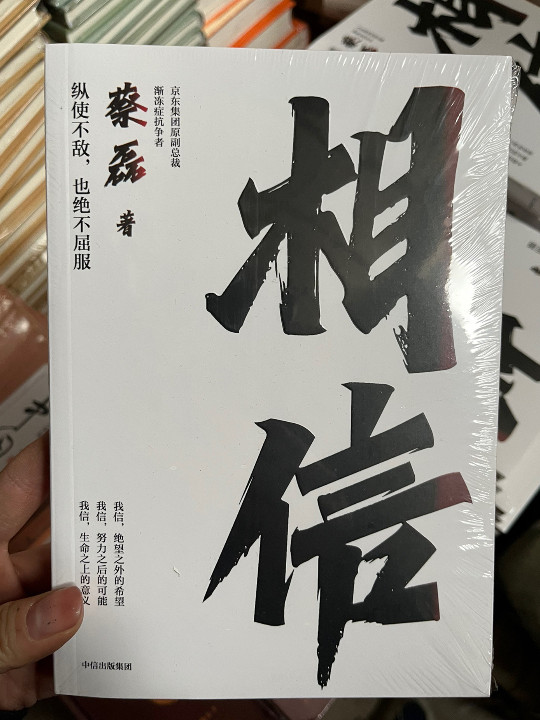 相信
京东集团原副总裁
渐冻症抗争者
蔡磊 著
纵使不敌，也绝不屈服
我信，绝望之外的希望
我信，努力之后的可能
我信，生命之上的意义
中信出版集团